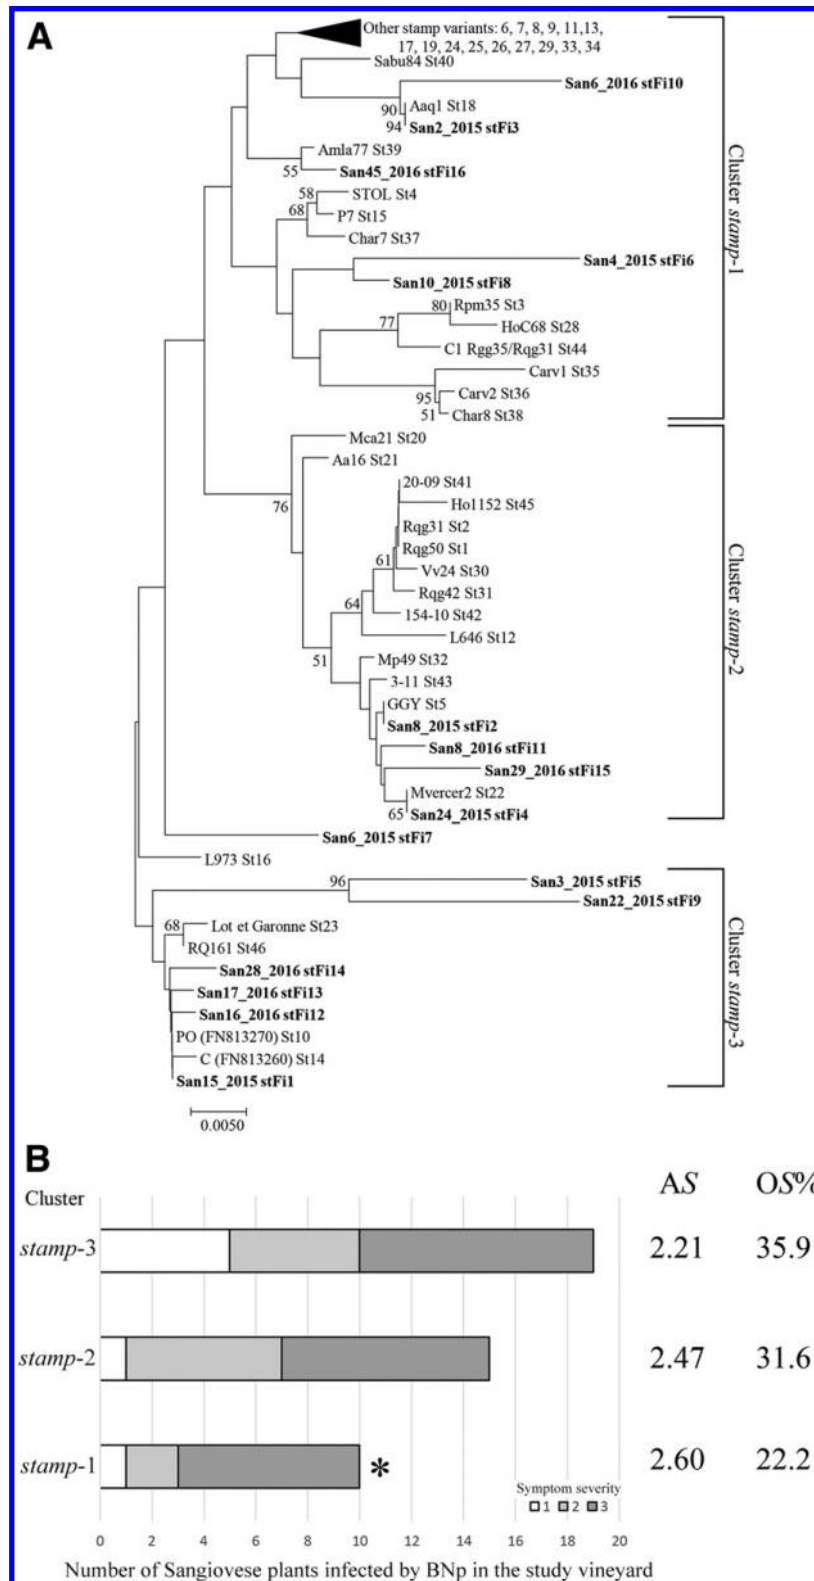 A
Other stamp variants: 6, 7, 8, 9, 11,13,
17, 19, 24, 25, 26, 27, 29, 33, 34
Sabu84 St40
San6_2016 stFi10
90
Aaq1 St18
94
San2_2015 stFi3
Amla77 St39
55
San45_2016 stFi16
58
STOL St4
68
P7 St15
Char7 St37
San4_2015 stFi6
San10_2015 stFi8
80
Rpm35 St3
77
HoC68 St28
C1 Rgg35/Rqg31 St44
Carv1 St35
95
Carv2 St36
51
Char8 St38
Cluster stamp-1
Mca21 St20
Aa16 St21
76
20-09 St41
Ho1152 St45
Rqg31 St2
Rqg50 St1
61
Vv24 St30
Rqg42 St31
64
154-10 St42
L646 St12
51
Mp49 St32
3-11 St43
GGY St5
San8_2015 stFi2
San8_2016 stFi11
San29_2016 stFi15
Mvercer2 St22
65
San24_2015 stFi4
Cluster stamp-2
San6_2015 stFi7
L973 St16
96
San3_2015 stFi5
San22_2015 stFi9
68
Lot et Garonne St23
RQ161 St46
San28_2016 stFi14
San17_2016 stFi13
San16_2016 stFi12
PO (FN813270) St10
C (FN813260) St14
San15_2015 stFi1
Cluster stamp-3
0.0050
B
Cluster
AS OS%
stamp-3 2.21 35.9
stamp-2 2.47 31.6
stamp-1 * 2.60 22.2
Symptom severity
1 2 3
0 2 4 6 8 10 12 14 16 18 20
Number of Sangiovese plants infected by BNp in the study vineyard